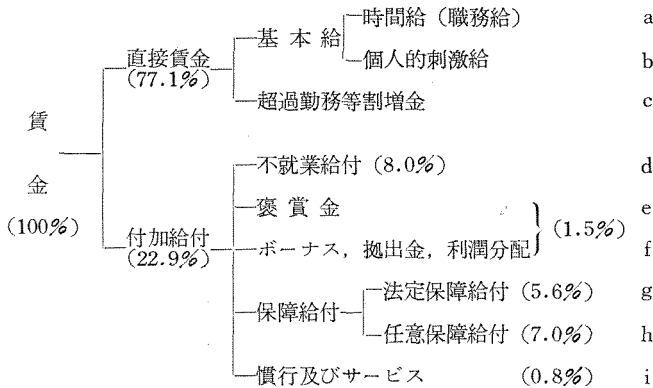 時間給（職務給） a
基本給
個人的刺激給 b
直接賃金
(77.1%)
超過勤務等割増金 c
賃
金
(100%)
不就業給付 (8.0%) d
褒賞金 e
(1.5%)
付加給付
(22.9%)
ボーナス，拠出金，利潤分配 f
法定保障給付 (5.6%) g
保障給付
任意保障給付 (7.0%) h
慣行及びサービス (0.8%) i